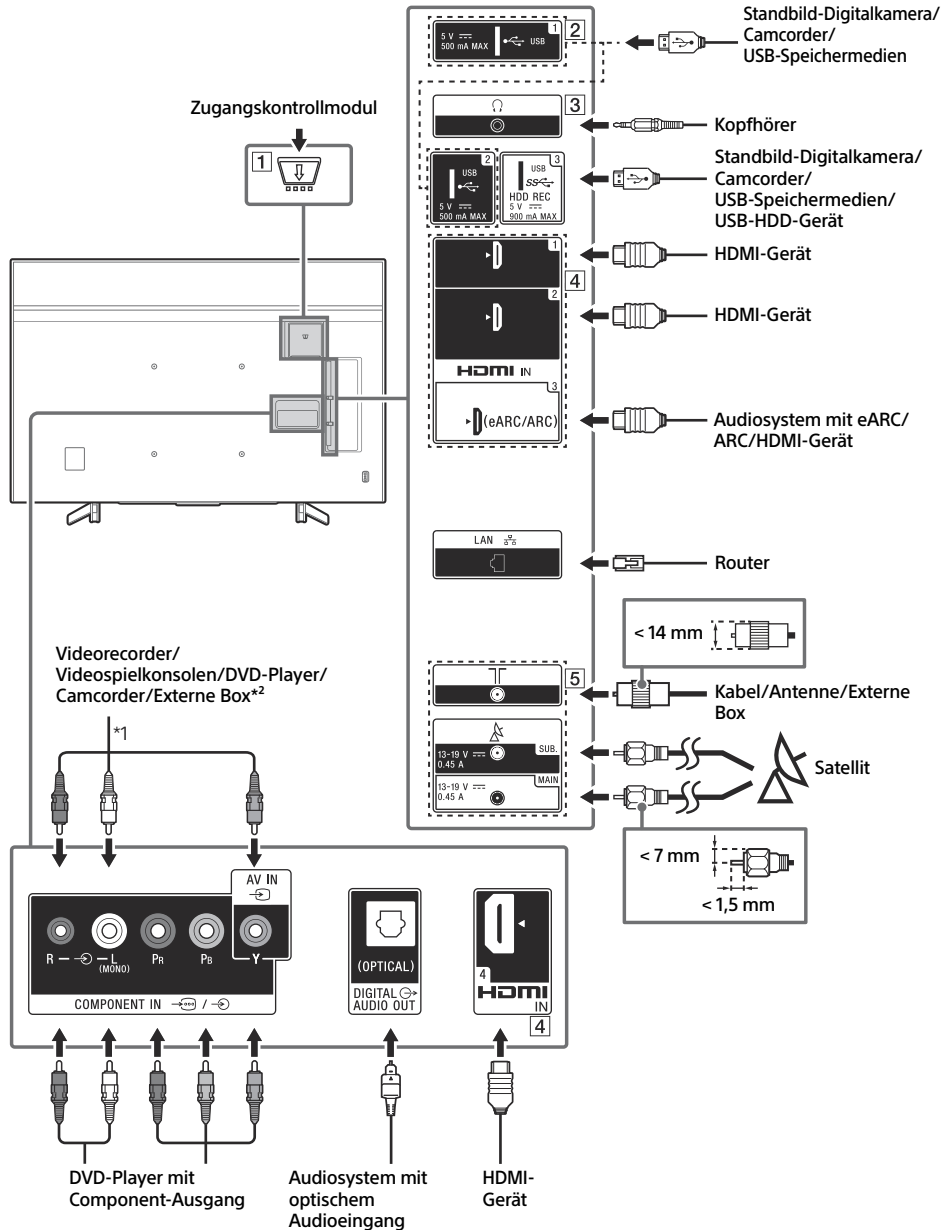 Standbild-Digitalkamera/
Camcorder/
USB-Speichermedien
5 V
500 mA MAX
USB
1
2
Zugangskontrollmodul
1
3
Kopfhörer
2
USB
5 V
500 mA MAX
3
USB
SS
HDD REC
5 V
900 mA MAX
Standbild-Digitalkamera/
Camcorder/
USB-Speichermedien/
USB-HDD-Gerät
1
HDMI-Gerät
4
2
HDMI-Gerät
HDMI IN
3
(eARC/ARC)
Audiosystem mit eARC/
ARC/HDMI-Gerät
LAN
Router
< 14 mm
Videorecorder/
Videospielkonsolen/DVD-Player/
Camcorder/Externe Box*2
*1
5
Kabel/Antenne/Externe
Box
13-19 V
0.45 A
SUB.
MAIN
13-19 V
0.45 A
Satellit
< 7 mm
< 1,5 mm
AV IN
R
L
(MONO)
PR
PB
Y
COMPONENT IN
/
(OPTICAL)
DIGITAL
AUDIO OUT
4
HDMI
IN
4
DVD-Player mit
Component-Ausgang
Audiosystem mit
optischem
Audioeingang
HDMI-
Gerät